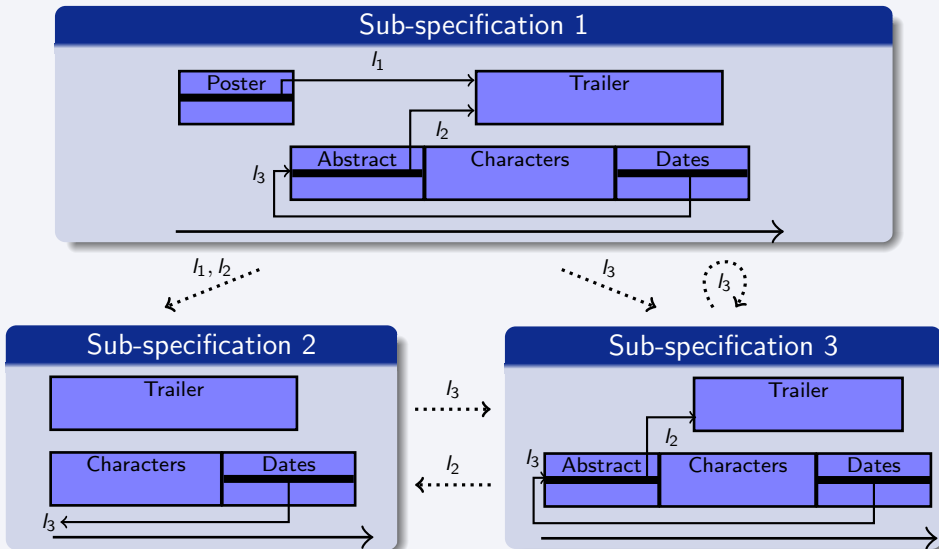 Sub-specification 1
l₁
Poster
Trailer
l₂
Abstract Characters Dates
l₃
l₁, l₂
l₃
l₃
Sub-specification 2
Trailer
Characters Dates
l₃
l₃
l₂
Sub-specification 3
Trailer
l₂
l₃
Abstract Characters Dates